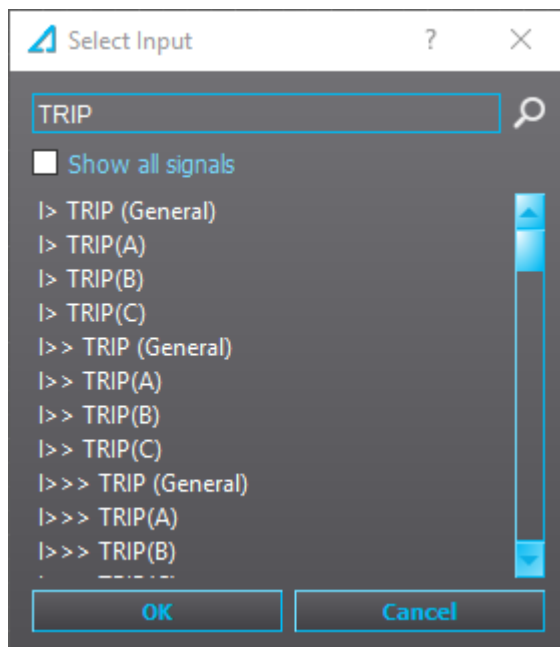 Select Input
?
TRIP
Show all signals
I> TRIP (General)
I> TRIP(A)
I> TRIP(B)
I> TRIP(C)
I>> TRIP (General)
I>> TRIP(A)
I>> TRIP(B)
I>> TRIP(C)
I>>> TRIP (General)
I>>> TRIP(A)
I>>> TRIP(B)
OK Cancel